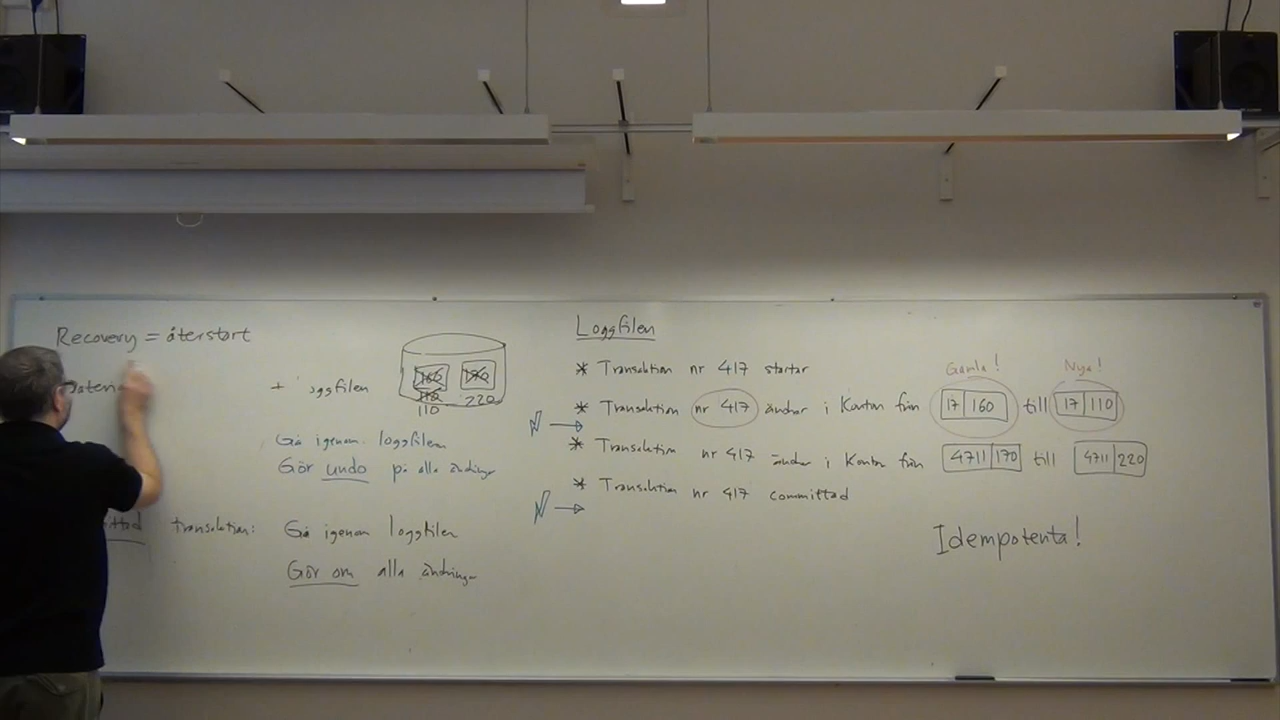 Recovery = återstart
+ loggfilen
110 220
Gå igenom loggfilen
Gör undo på alla ändringar
transaktion: Gå igenom loggfilen
Gör om alla ändringar
Loggfilen
* Transaktion nr 417 startar
Gamla! Nya!
* Transaktion nr 417 ändrar i Konton från 17 160 till 17 110
* Transaktion nr 417 ändrar i Konton från 4711 170 till 4711 220
* Transaktion nr 417 committad
Idempotenta!